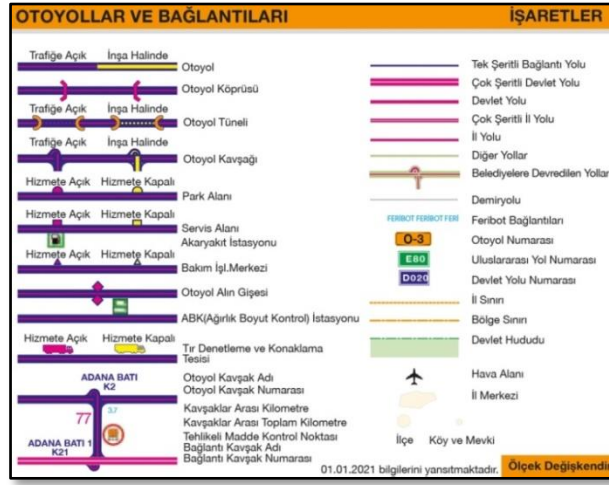 OTOYOLLAR VE BAĞLANTILARI
İŞARETLER
Trafiğe Açık İnşa Halinde
Otoyol
Otoyol Köprüsü
Trafiğe Açık İnşa Halinde
Otoyol Tüneli
Trafiğe Açık İnşa Halinde
Otoyol Kavşağı
Hizmete Açık Hizmete Kapalı
Park Alanı
Hizmete Açık Hizmete Kapalı
Servis Alanı
Akaryakıt İstasyonu
Hizmete Açık Hizmete Kapalı
Bakım İşl.Merkezi
Otoyol Alın Gişesi
ABK(Ağırlık Boyut Kontrol) İstasyonu
Hizmete Açık Hizmete Kapalı
Tır Denetleme ve Konaklama
Tesisi
ADANA BATI
K2
77
3.7
ADANA BATI 1
K21
Otoyol Kavşak Adı
Otoyol Kavşak Numarası
Kavşaklar Arası Kilometre
Kavşaklar Arası Toplam Kilometre
Tehlikeli Madde Kontrol Noktası
Bağlantı Kavşak Adı
Bağlantı Kavşak Numarası
Tek Şeritli Bağlantı Yolu
Çok Şeritli Devlet Yolu
Devlet Yolu
Çok Şeritli İl Yolu
İl Yolu
Diğer Yollar
Belediyelere Devredilen Yollar
Demiryolu
FERİBOT FERİBOT FERİ Feribot Bağlantıları
O-3 Otoyol Numarası
E80 Uluslararası Yol Numarası
D020 Devlet Yolu Numarası
İl Sınırı
Bölge Sınırı
Devlet Hududu
Hava Alanı
İl Merkezi
İlçe Köy ve Mevki
01.01.2021 bilgilerini yansıtmaktadır.
Ölçek Değişkendir